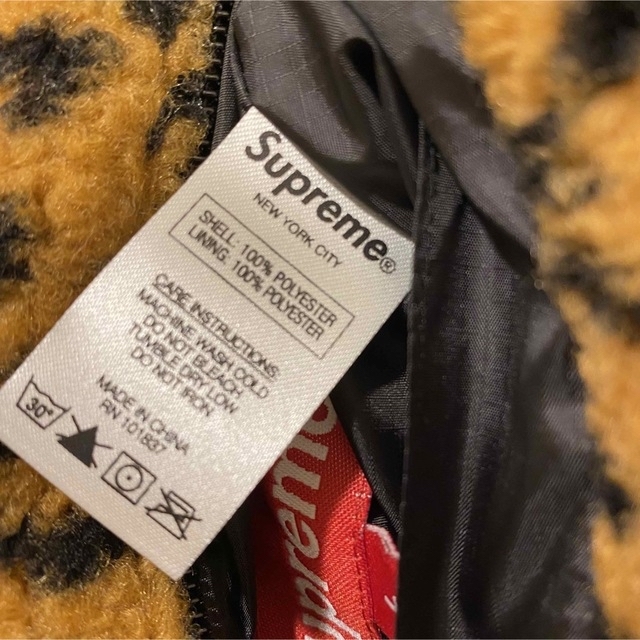 Supreme®
NEW YORK CITY
SHELL: 100% POLYESTER
LINING: 100% POLYESTER
CARE INSTRUCTIONS:
MACHINE WASH COLD
DO NOT BLEACH
TUMBLE DRY LOW
DO NOT IRON
MADE IN CHINA
RN 101837
30°
Supreme